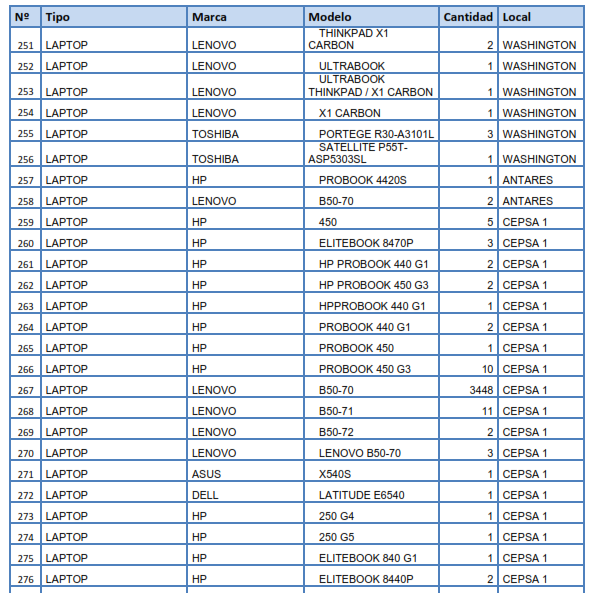 Nº Tipo Marca Modelo Cantidad Local
251 LAPTOP LENOVO THINKPAD X1 CARBON 2 WASHINGTON
252 LAPTOP LENOVO ULTRABOOK 1 WASHINGTON
253 LAPTOP LENOVO ULTRABOOK THINKPAD / X1 CARBON 1 WASHINGTON
254 LAPTOP LENOVO X1 CARBON 1 WASHINGTON
255 LAPTOP TOSHIBA PORTEGE R30-A3101L 3 WASHINGTON
256 LAPTOP TOSHIBA SATELLITE P55T-ASP5303SL 1 WASHINGTON
257 LAPTOP HP PROBOOK 4420S 1 ANTARES
258 LAPTOP LENOVO B50-70 2 ANTARES
259 LAPTOP HP 450 5 CEPSA 1
260 LAPTOP HP ELITEBOOK 8470P 3 CEPSA 1
261 LAPTOP HP HP PROBOOK 440 G1 2 CEPSA 1
262 LAPTOP HP HP PROBOOK 450 G3 2 CEPSA 1
263 LAPTOP HP HPPROBOOK 440 G1 1 CEPSA 1
264 LAPTOP HP PROBOOK 440 G1 2 CEPSA 1
265 LAPTOP HP PROBOOK 450 1 CEPSA 1
266 LAPTOP HP PROBOOK 450 G3 10 CEPSA 1
267 LAPTOP LENOVO B50-70 3448 CEPSA 1
268 LAPTOP LENOVO B50-71 11 CEPSA 1
269 LAPTOP LENOVO B50-72 2 CEPSA 1
270 LAPTOP LENOVO LENOVO B50-70 3 CEPSA 1
271 LAPTOP ASUS X540S 1 CEPSA 1
272 LAPTOP DELL LATITUDE E6540 1 CEPSA 1
273 LAPTOP HP 250 G4 1 CEPSA 1
274 LAPTOP HP 250 G5 1 CEPSA 1
275 LAPTOP HP ELITEBOOK 840 G1 1 CEPSA 1
276 LAPTOP HP ELITEBOOK 8440P 2 CEPSA 1